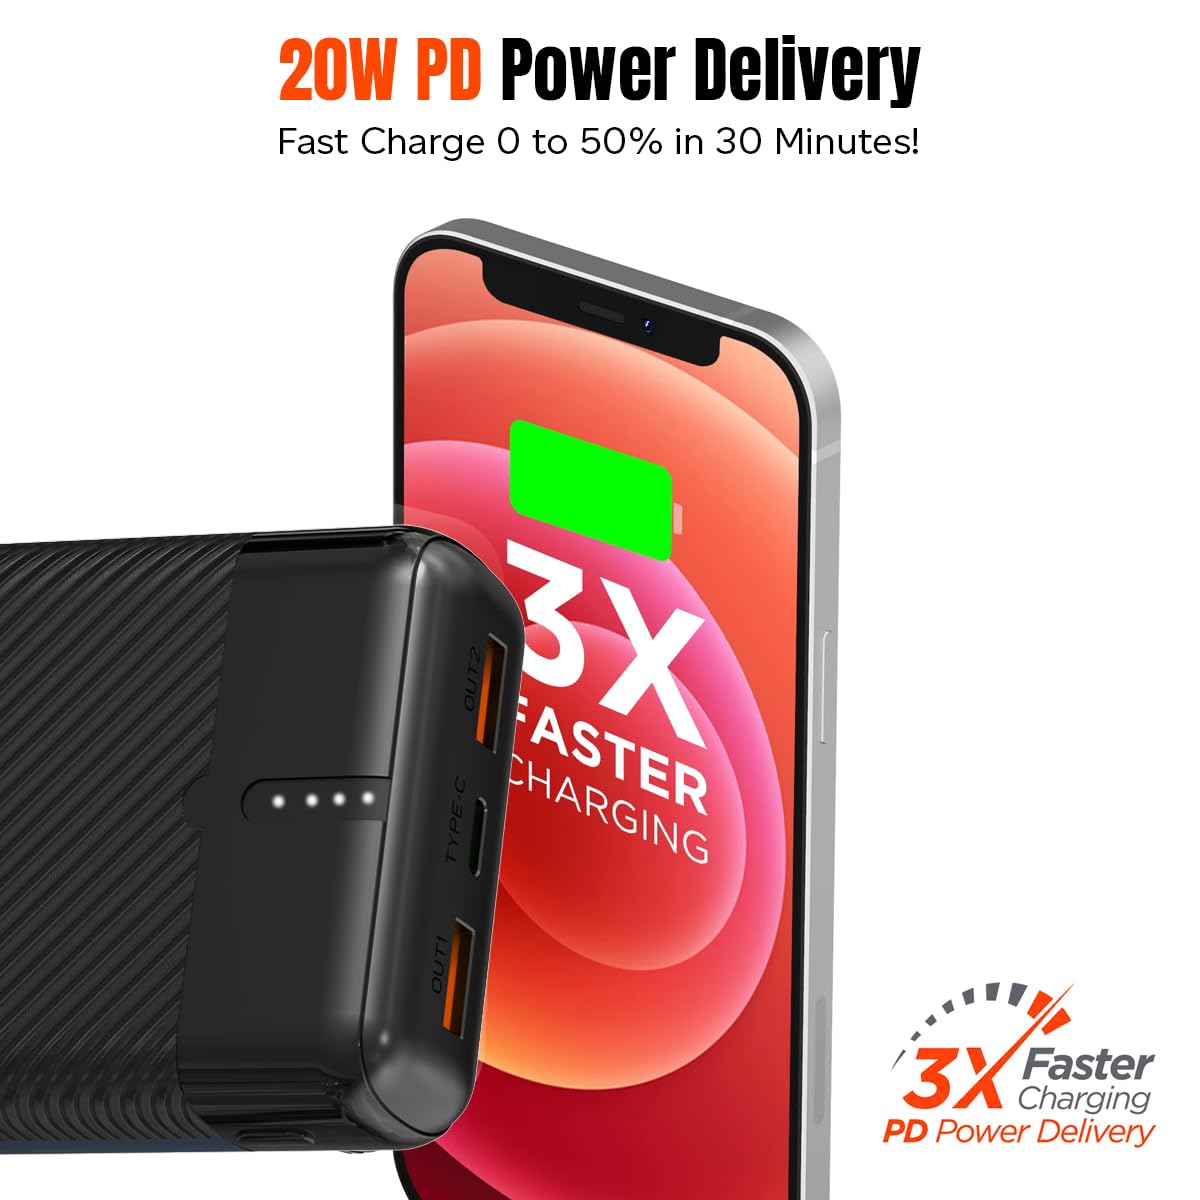 20W PD Power Delivery
Fast Charge 0 to 50% in 30 Minutes!
3X
FASTER
CHARGING
OUT2
TYPE-C
OUT1
3X Faster
Charging
PD Power Delivery